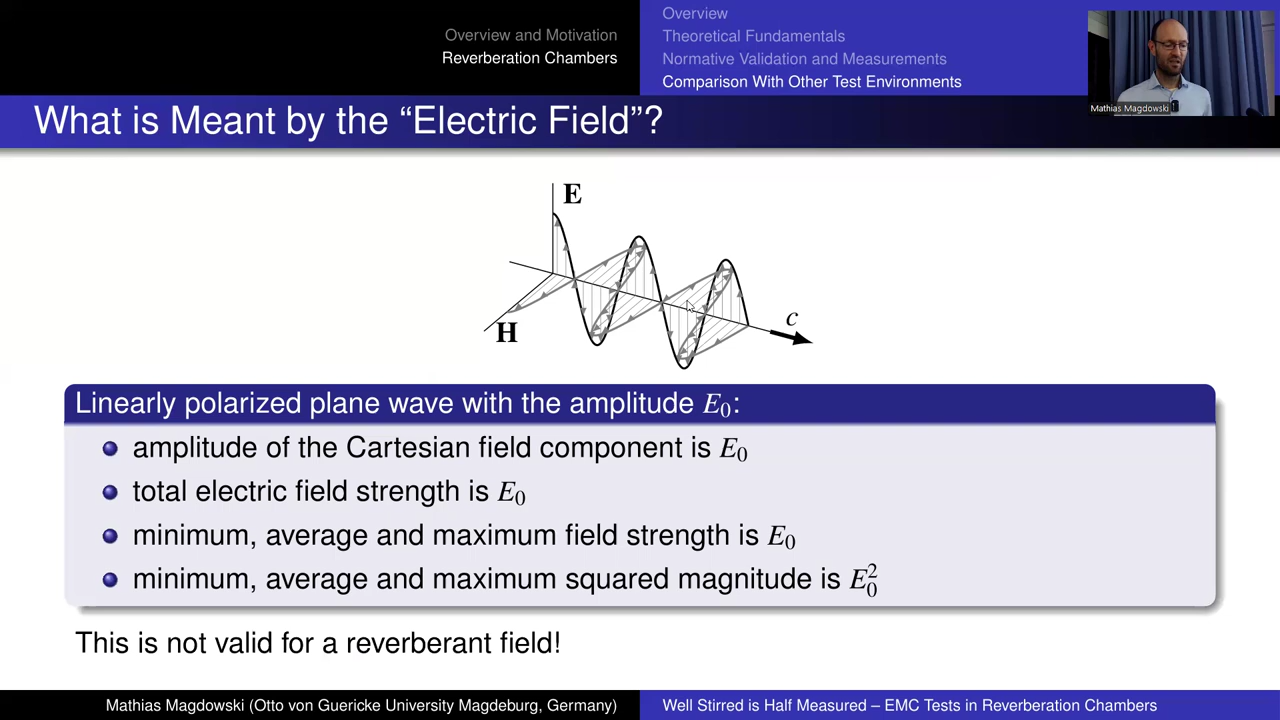 Overview and Motivation
Reverberation Chambers
Overview
Theoretical Fundamentals
Normative Validation and Measurements
Comparison With Other Test Environments
Mathias Magdowski
What is Meant by the “Electric Field”?
E
H
c
Linearly polarized plane wave with the amplitude E₀:
amplitude of the Cartesian field component is E₀
total electric field strength is E₀
minimum, average and maximum field strength is E₀
minimum, average and maximum squared magnitude is E₀²
This is not valid for a reverberant field!
Mathias Magdowski (Otto von Guericke University Magdeburg, Germany)
Well Stirred is Half Measured – EMC Tests in Reverberation Chambers